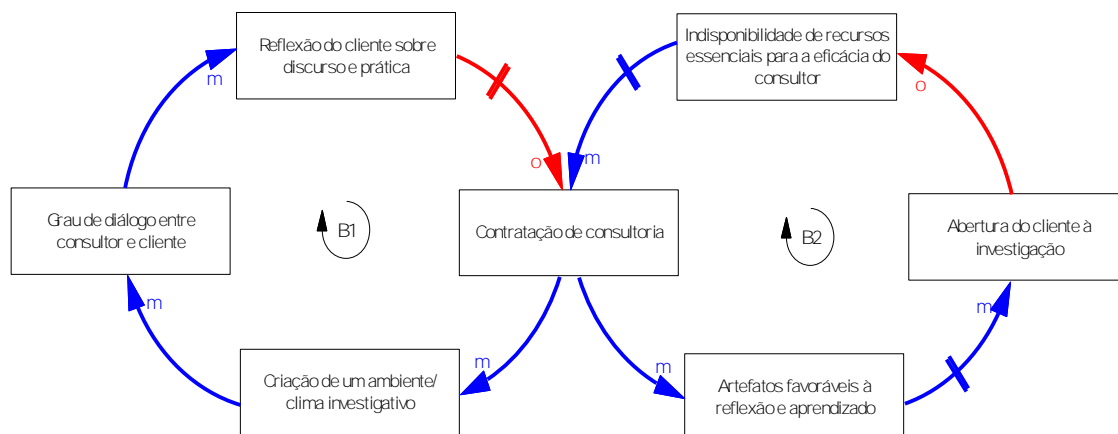 Reflexão do cliente sobre
discurso e prática
Indisponibilidade de recursos
essenciais para a eficácia do
consultor
m
m
o
o
m
Grau de diálogo entre
consultor e cliente
B1
Contratação de consultoria
B2
Abertura do cliente à
investigação
m
m
m
m
Criação de um ambiente/
clima investigativo
Artefatos favoráveis à
reflexão e aprendizado